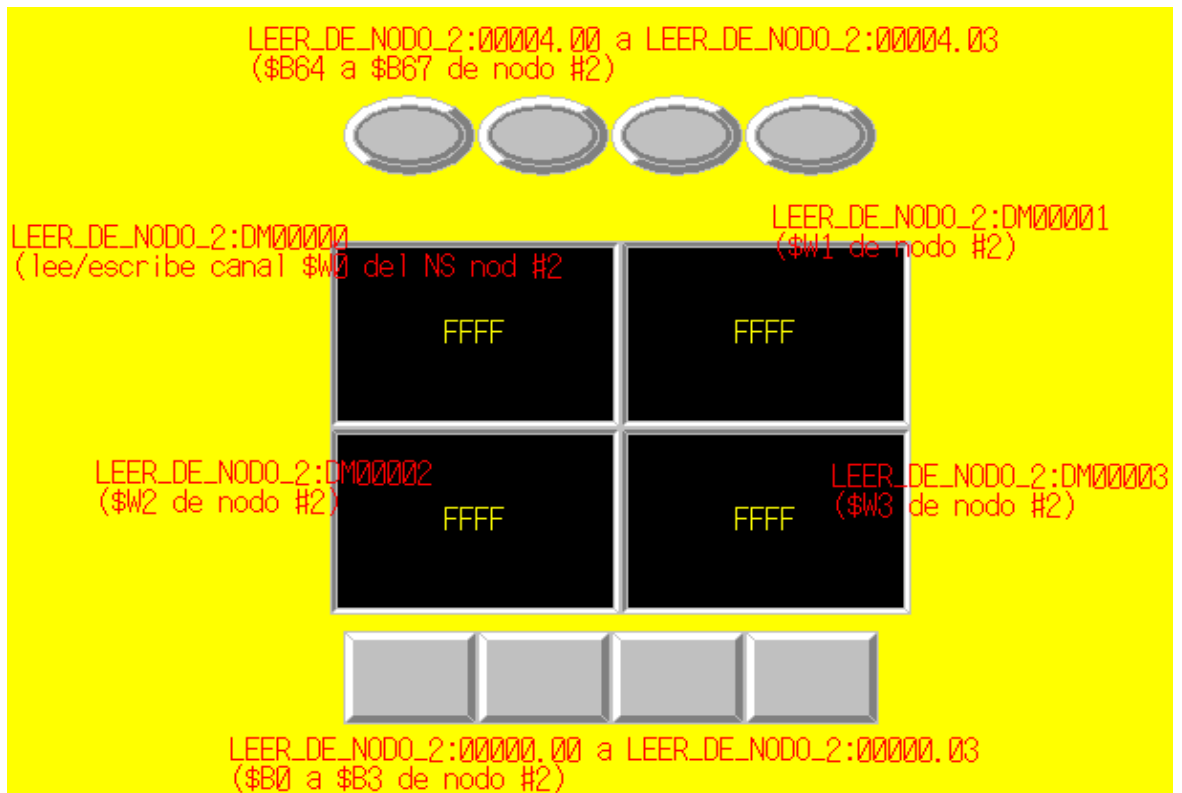 LEER_DE_NODO_2:00004.00 a LEER_DE_NODO_2:00004.03
($B64 a $B67 de nodo #2)
LEER_DE_NODO_2:DM00000
(lee/escribe canal $W0 del NS nod #2
LEER_DE_NODO_2:DM00001
($W1 de nodo #2)
FFFF
FFFF
LEER_DE_NODO_2:DM00002
($W2 de nodo #2)
LEER_DE_NODO_2:DM00003
($W3 de nodo #2)
FFFF
FFFF
LEER_DE_NODO_2:00000.00 a LEER_DE_NODO_2:00000.03
($B0 a $B3 de nodo #2)